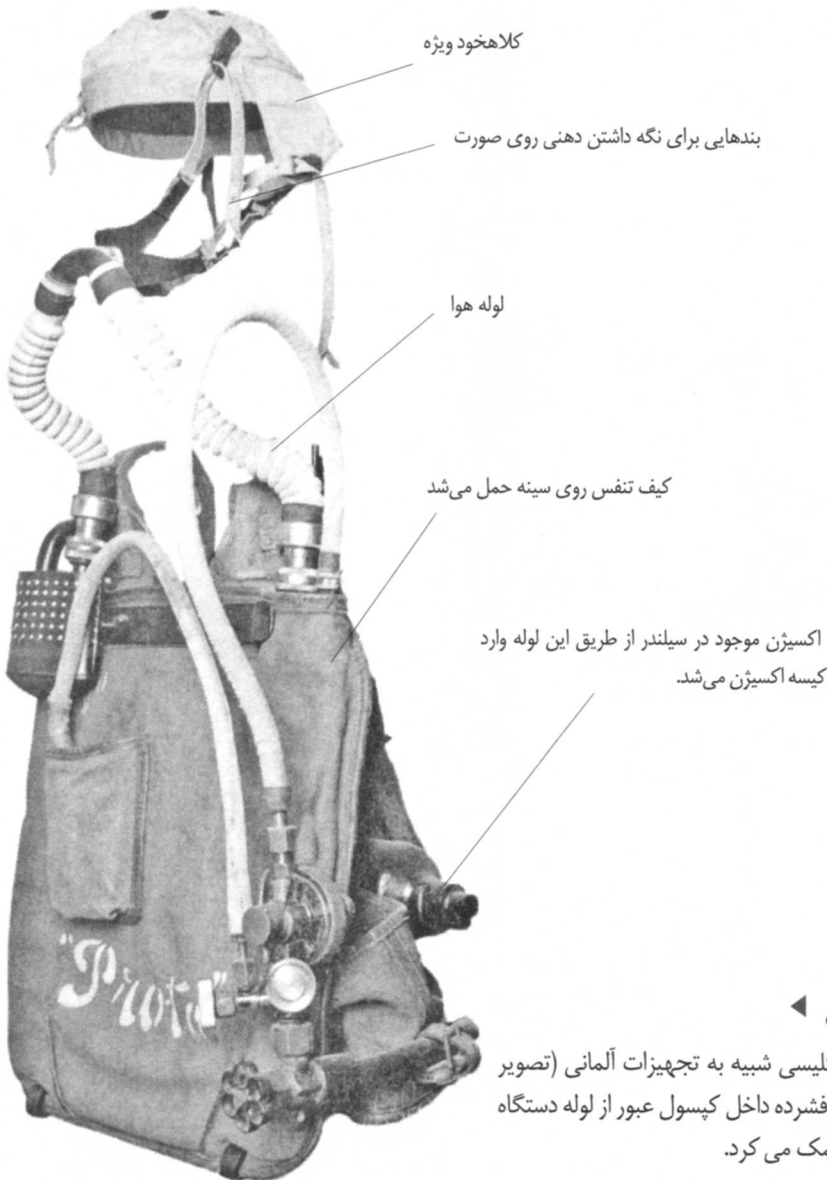 کلاهخود ویژه
بندهایی برای نگه داشتن دهنی روی صورت
لوله هوا
کیف تنفس روی سینه حمل می‌شد
اکسیژن موجود در سیلندر از طریق این لوله وارد
کیسه اکسیژن می‌شد.
شبیه به تجهیزات آلمانی (تصویر
فشرده داخل کپسول عبور از لوله دستگاه
می کرد.